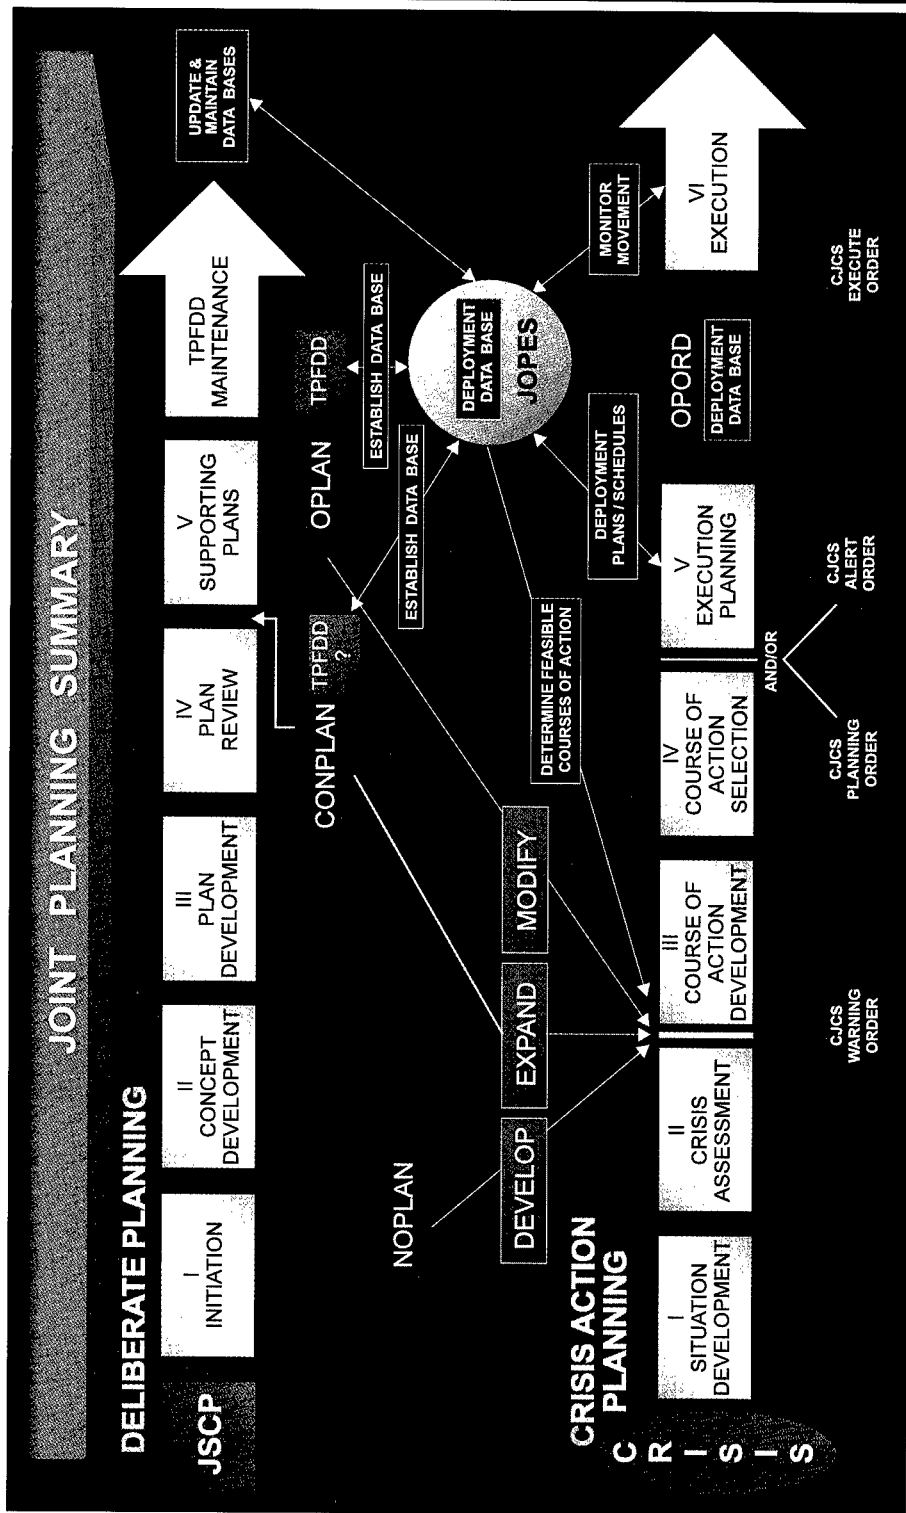 JOINT PLANNING SUMMARY
DELIBERATE PLANNING
JSCP
I
INITIATION
II
CONCEPT
DEVELOPMENT
III
PLAN
DEVELOPMENT
IV
PLAN
REVIEW
V
SUPPORTING
PLANS
TPFDD
MAINTENANCE
UPDATE &
MAINTAIN
DATA BASES
CONPLAN
TPFDD
?
OPLAN
TPFDD
ESTABLISH DATA BASE
ESTABLISH DATA BASE
NOPLAN
DEPLOYMENT
DATA BASE
JOPES
DEVELOP
EXPAND
MODIFY
DETERMINE FEASIBLE
COURSES OF ACTION
DEPLOYMENT
PLANS / SCHEDULES
MONITOR
MOVEMENT
CRISIS ACTION
PLANNING
C
R
I
S
I
S
I
SITUATION
DEVELOPMENT
II
CRISIS
ASSESSMENT
III
COURSE OF
ACTION
DEVELOPMENT
IV
COURSE OF
ACTION
SELECTION
V
EXECUTION
PLANNING
OPORD
DEPLOYMENT
DATA BASE
VI
EXECUTION
AND/OR
CJCS
WARNING
ORDER
CJCS
PLANNING
ORDER
CJCS
ALERT
ORDER
CJCS
EXECUTE
ORDER